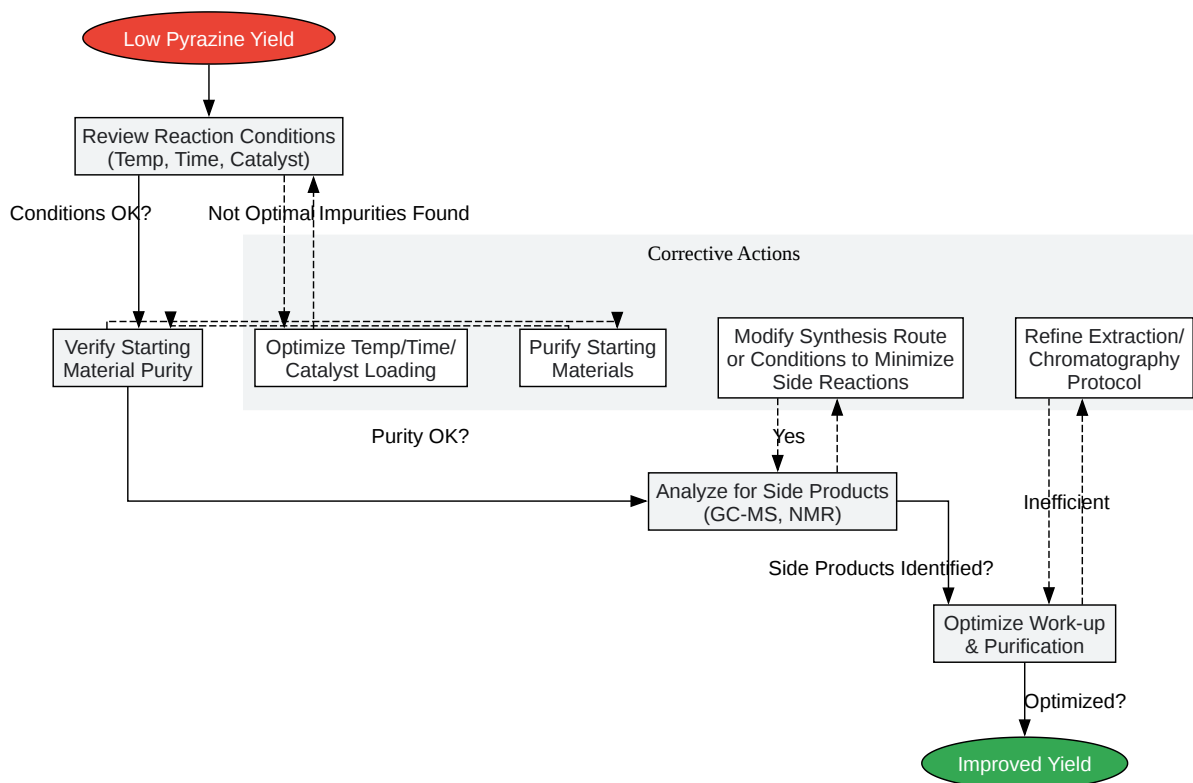 Low Pyrazine Yield
Review Reaction Conditions
(Temp, Time, Catalyst)
Conditions OK?
Not Optimal
Impurities Found
Corrective Actions
Verify Starting
Material Purity
Optimize Temp/Time/
Catalyst Loading
Purify Starting
Materials
Modify Synthesis Route
or Conditions to Minimize
Side Reactions
Refine Extraction/
Chromatography
Protocol
Purity OK?
Yes
Analyze for Side Products
(GC-MS, NMR)
Inefficient
Side Products Identified?
Optimize Work-up
& Purification
Optimized?
Improved Yield